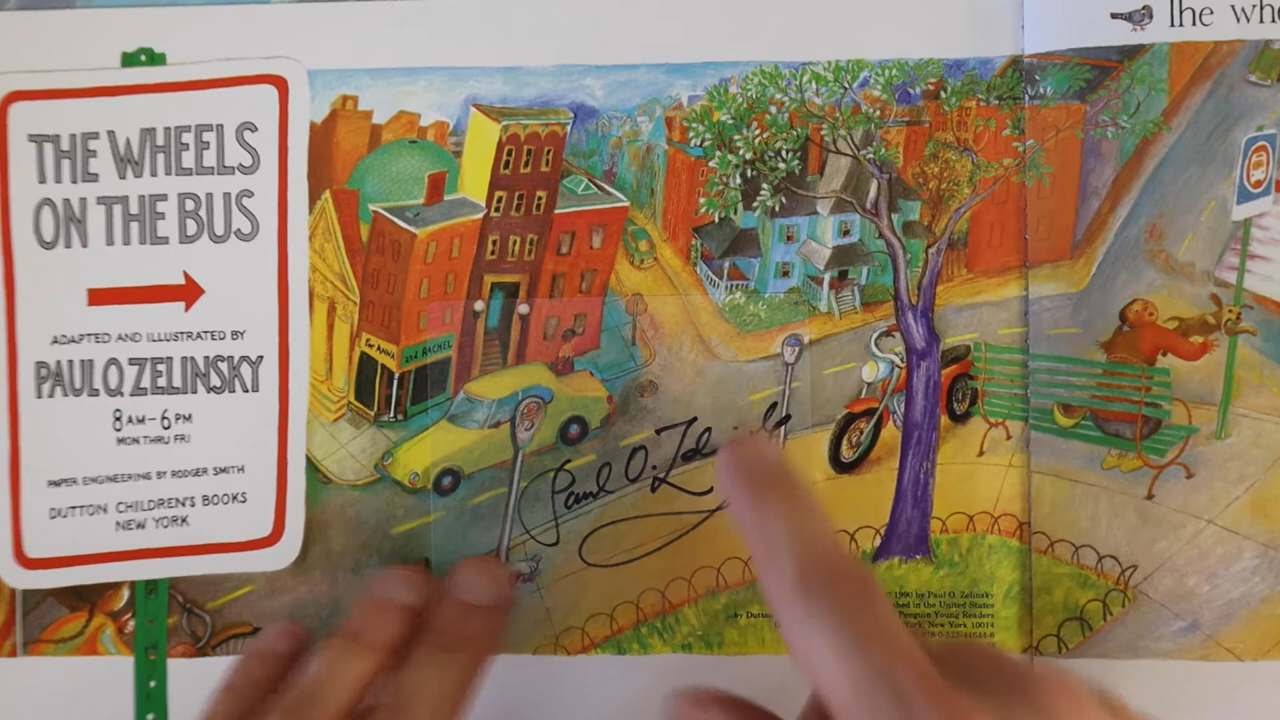 THE WHEELS
ON THE BUS
ADAPTED AND ILLUSTRATED BY
PAUL O. ZELINSKY
8 AM–6 PM
MON THRU FRI
PAPER ENGINEERING BY RODGER SMITH
DUTTON CHILDREN'S BOOKS
NEW YORK
The
For ANNA and RACHEL
Paul O.
1990 by Paul O. Zelinsky
in the United States
by
Penguin Young Readers
New York 10014